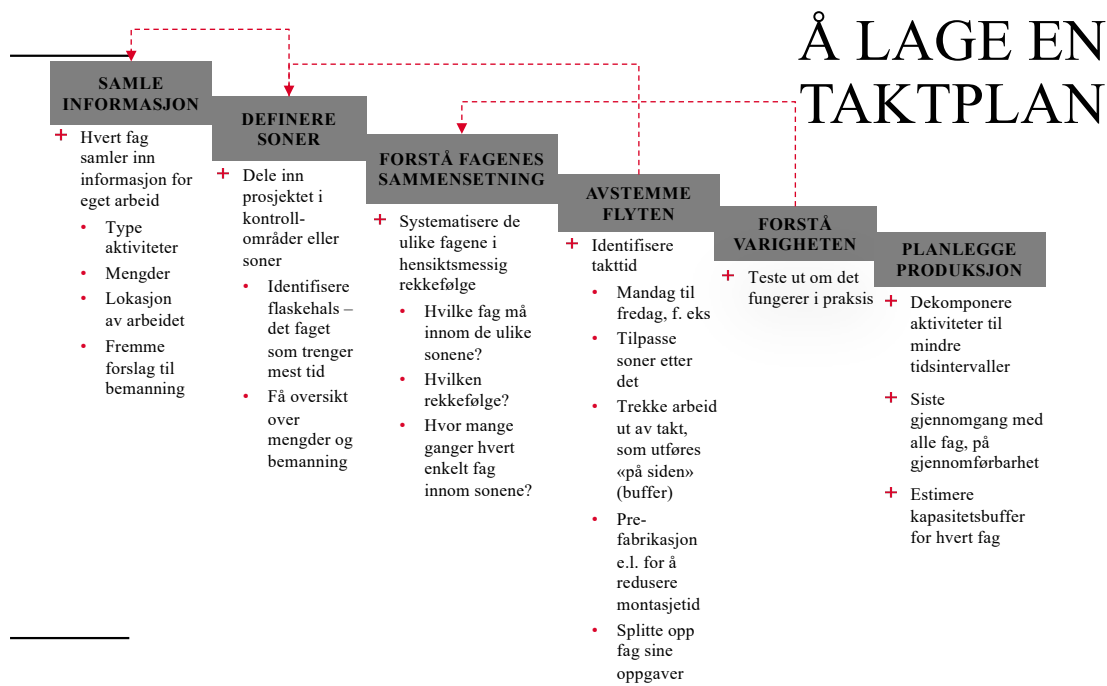 Å LAGE EN
TAKTPLAN
SAMLE
INFORMASJON
Hvert fag
samler inn
informasjon for
eget arbeid
Type
aktiviteter
Mengder
Lokasjon
av arbeidet
Fremme
forslag til
bemanning
DEFINERE
SONER
Dele inn
prosjektet i
kontroll-
områder eller
soner
Identifisere
flaskehals –
det faget
som trenger
mest tid
Få oversikt
over
mengder og
bemanning
FORSTÅ FAGENES
SAMMENSETNING
Systematisere de
ulike fagene i
hensiktsmessig
rekkefølge
Hvilke fag må
innom de ulike
sonene?
Hvilken
rekkefølge?
Hvor mange
ganger hvert
enkelt fag
innom sonene?
AVSTEMME
FLYTEN
Identifisere
takttid
Mandag til
fredag, f. eks
Tilpasse
soner etter
det
Trekke arbeid
ut av takt,
som utføres
«på siden»
(buffer)
Pre-
fabrikasjon
e.l. for å
redusere
montasjetid
Splitte opp
fag sine
oppgaver
FORSTÅ
VARIGHETEN
Teste ut om det
fungerer i praksis
PLANLEGGE
PRODUKSJON
Dekomponere
aktiviteter til
mindre
tidsintervaller
Siste
gjennomgang med
alle fag, på
gjennomførbarhet
Estimere
kapasitetsbuffer
for hvert fag